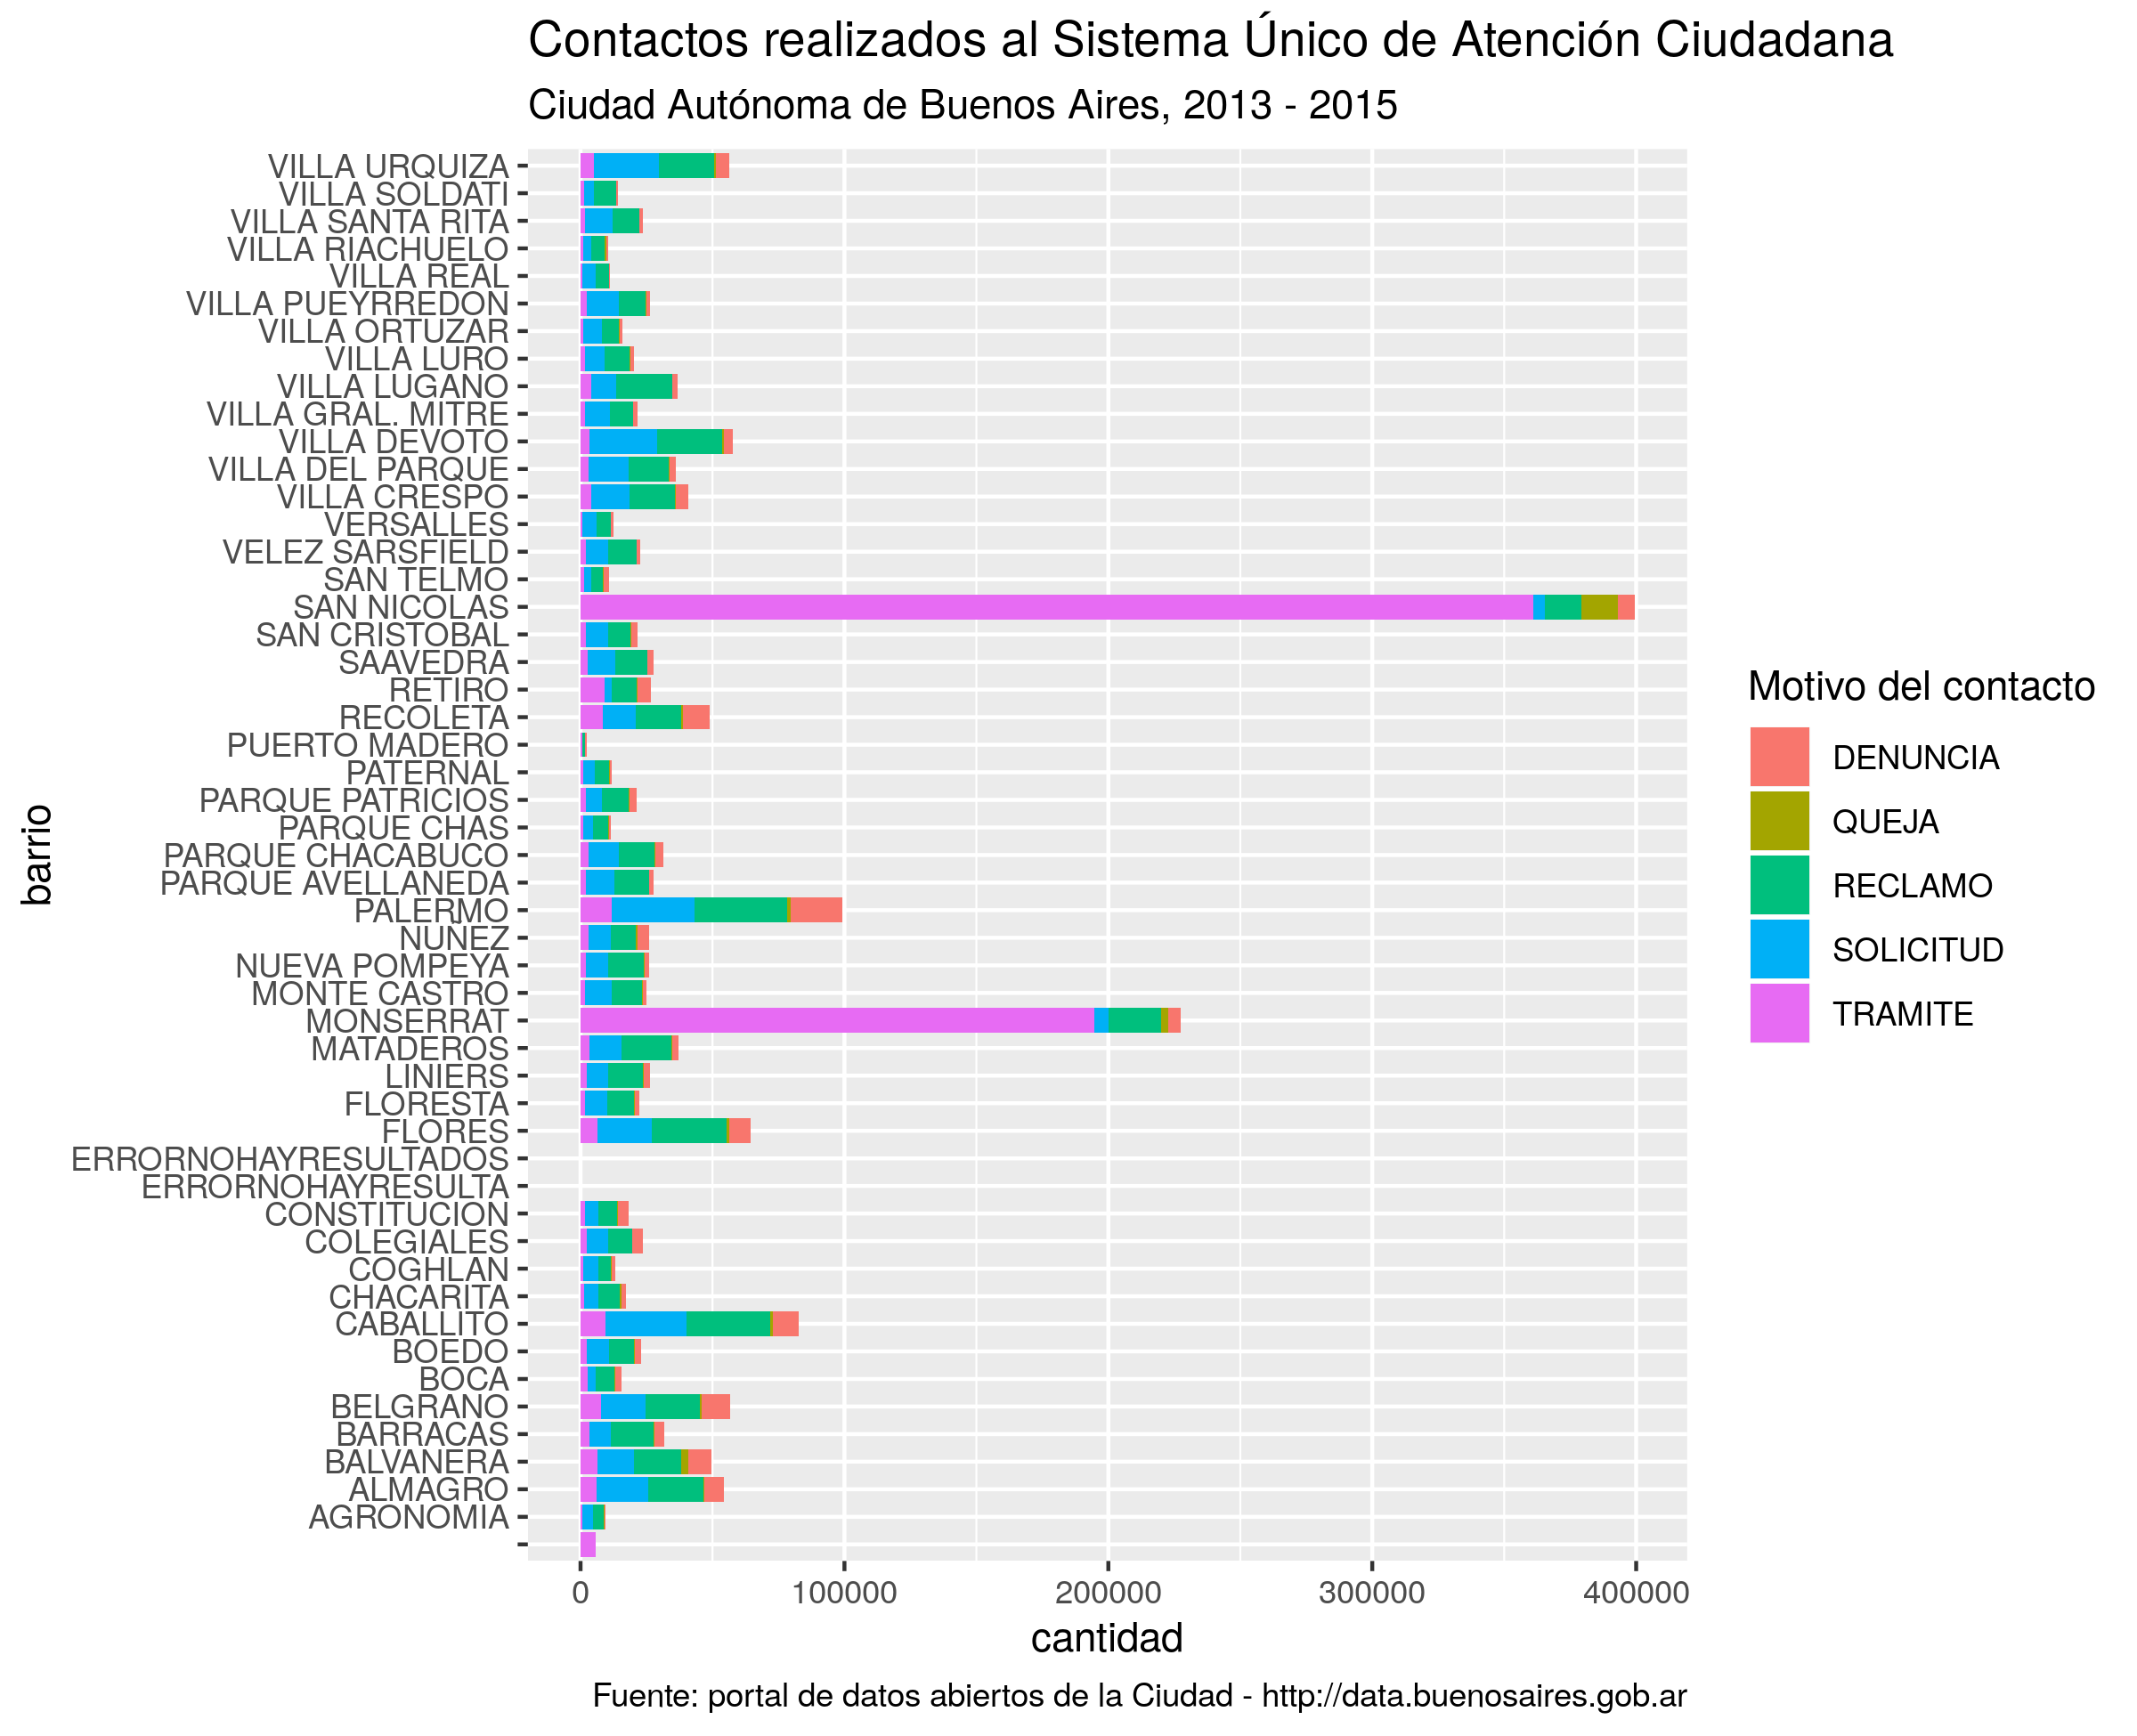 Contactos realizados al Sistema Único de Atención Ciudadana
Ciudad Autónoma de Buenos Aires, 2013 - 2015
barrio
VILLA URQUIZA
VILLA SOLDATI
VILLA SANTA RITA
VILLA RIACHUELO
VILLA REAL
VILLA PUEYRREDON
VILLA ORTUZAR
VILLA LURO
VILLA LUGANO
VILLA GRAL. MITRE
VILLA DEVOTO
VILLA DEL PARQUE
VILLA CRESPO
VERSALLES
VELEZ SARSFIELD
SAN TELMO
SAN NICOLAS
SAN CRISTOBAL
SAAVEDRA
RETIRO
RECOLETA
PUERTO MADERO
PATERNAL
PARQUE PATRICIOS
PARQUE CHAS
PARQUE CHACABUCO
PARQUE AVELLANEDA
PALERMO
NUÑEZ
NUEVA POMPEYA
MONTE CASTRO
MONSERRAT
MATADEROS
LINIERS
FLORESTA
FLORES
ERRORNOHAYRESULTADOS
ERRORNOHAYRESULTA
CONSTITUCION
COLEGIALES
COGHLAN
CHACARITA
CABALLITO
BOEDO
BOCA
BELGRANO
BARRACAS
BALVANERA
ALMAGRO
AGRONOMIA
0 100000 200000 300000 400000
cantidad
Motivo del contacto
DENUNCIA
QUEJA
RECLAMO
SOLICITUD
TRAMITE
Fuente: portal de datos abiertos de la Ciudad - http://data.buenosaires.gob.ar